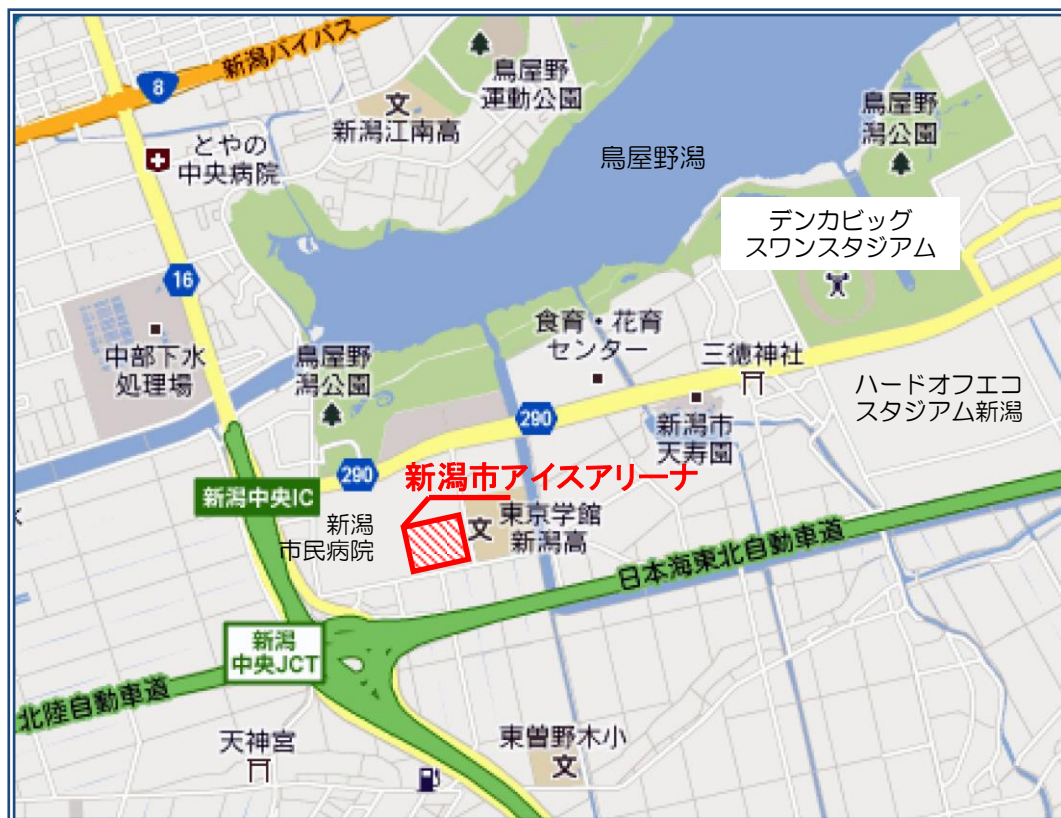 新潟バイパス
8
鳥屋野
運動公園
文
新潟江南高
とやの
中央病院
鳥屋野潟
鳥屋野
潟公園
デンカビッグ
スワンスタジアム
16
中部下水
処理場
鳥屋野
潟公園
食育・花育
センター
三徳神社
ハードオフエコ
スタジアム新潟
290
新潟市
天寿園
290
新潟市アイスアリーナ
新潟中央IC
新潟
市民病院
文
東京学館
新潟高
日本海東北自動車道
新潟
中央JCT
北陸自動車道
天神宮
東曽野木小
文